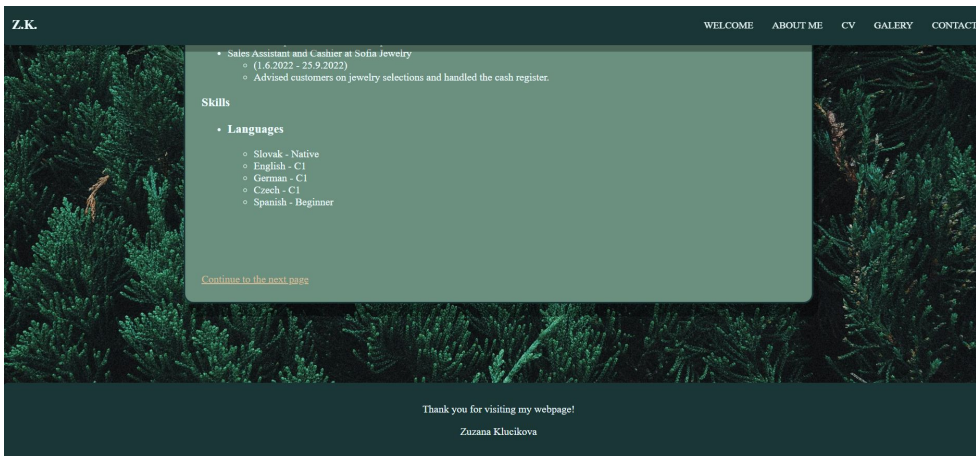 Z.K.
WELCOME ABOUT ME CV GALERY CONTACT
Sales Assistant and Cashier at Sofia Jewelry
(1.6.2022 - 25.9.2022)
Advised customers on jewelry selections and handled the cash register.
Skills
Languages
Slovak - Native
English - C1
German - C1
Czech - C1
Spanish - Beginner
Continue to the next page
Thank you for visiting my webpage!
Zuzana Klucikova